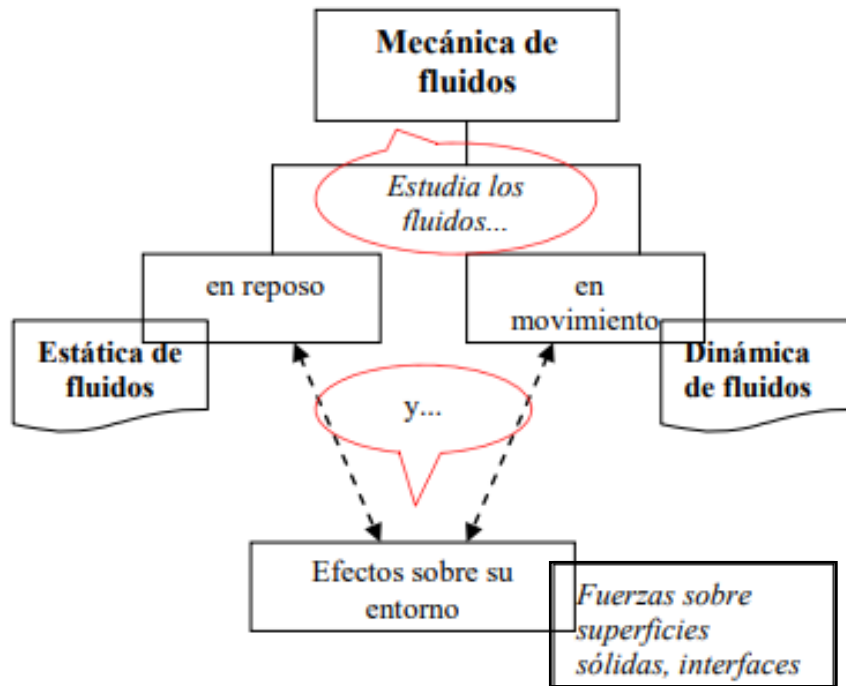 Mecánica de
fluidos
Estudia los
fluidos...
en reposo
en
movimiento
Estática de
fluidos
Dinámica
de fluidos
y...
Efectos sobre su
entorno
Fuerzas sobre
superficies
sólidas, interfaces